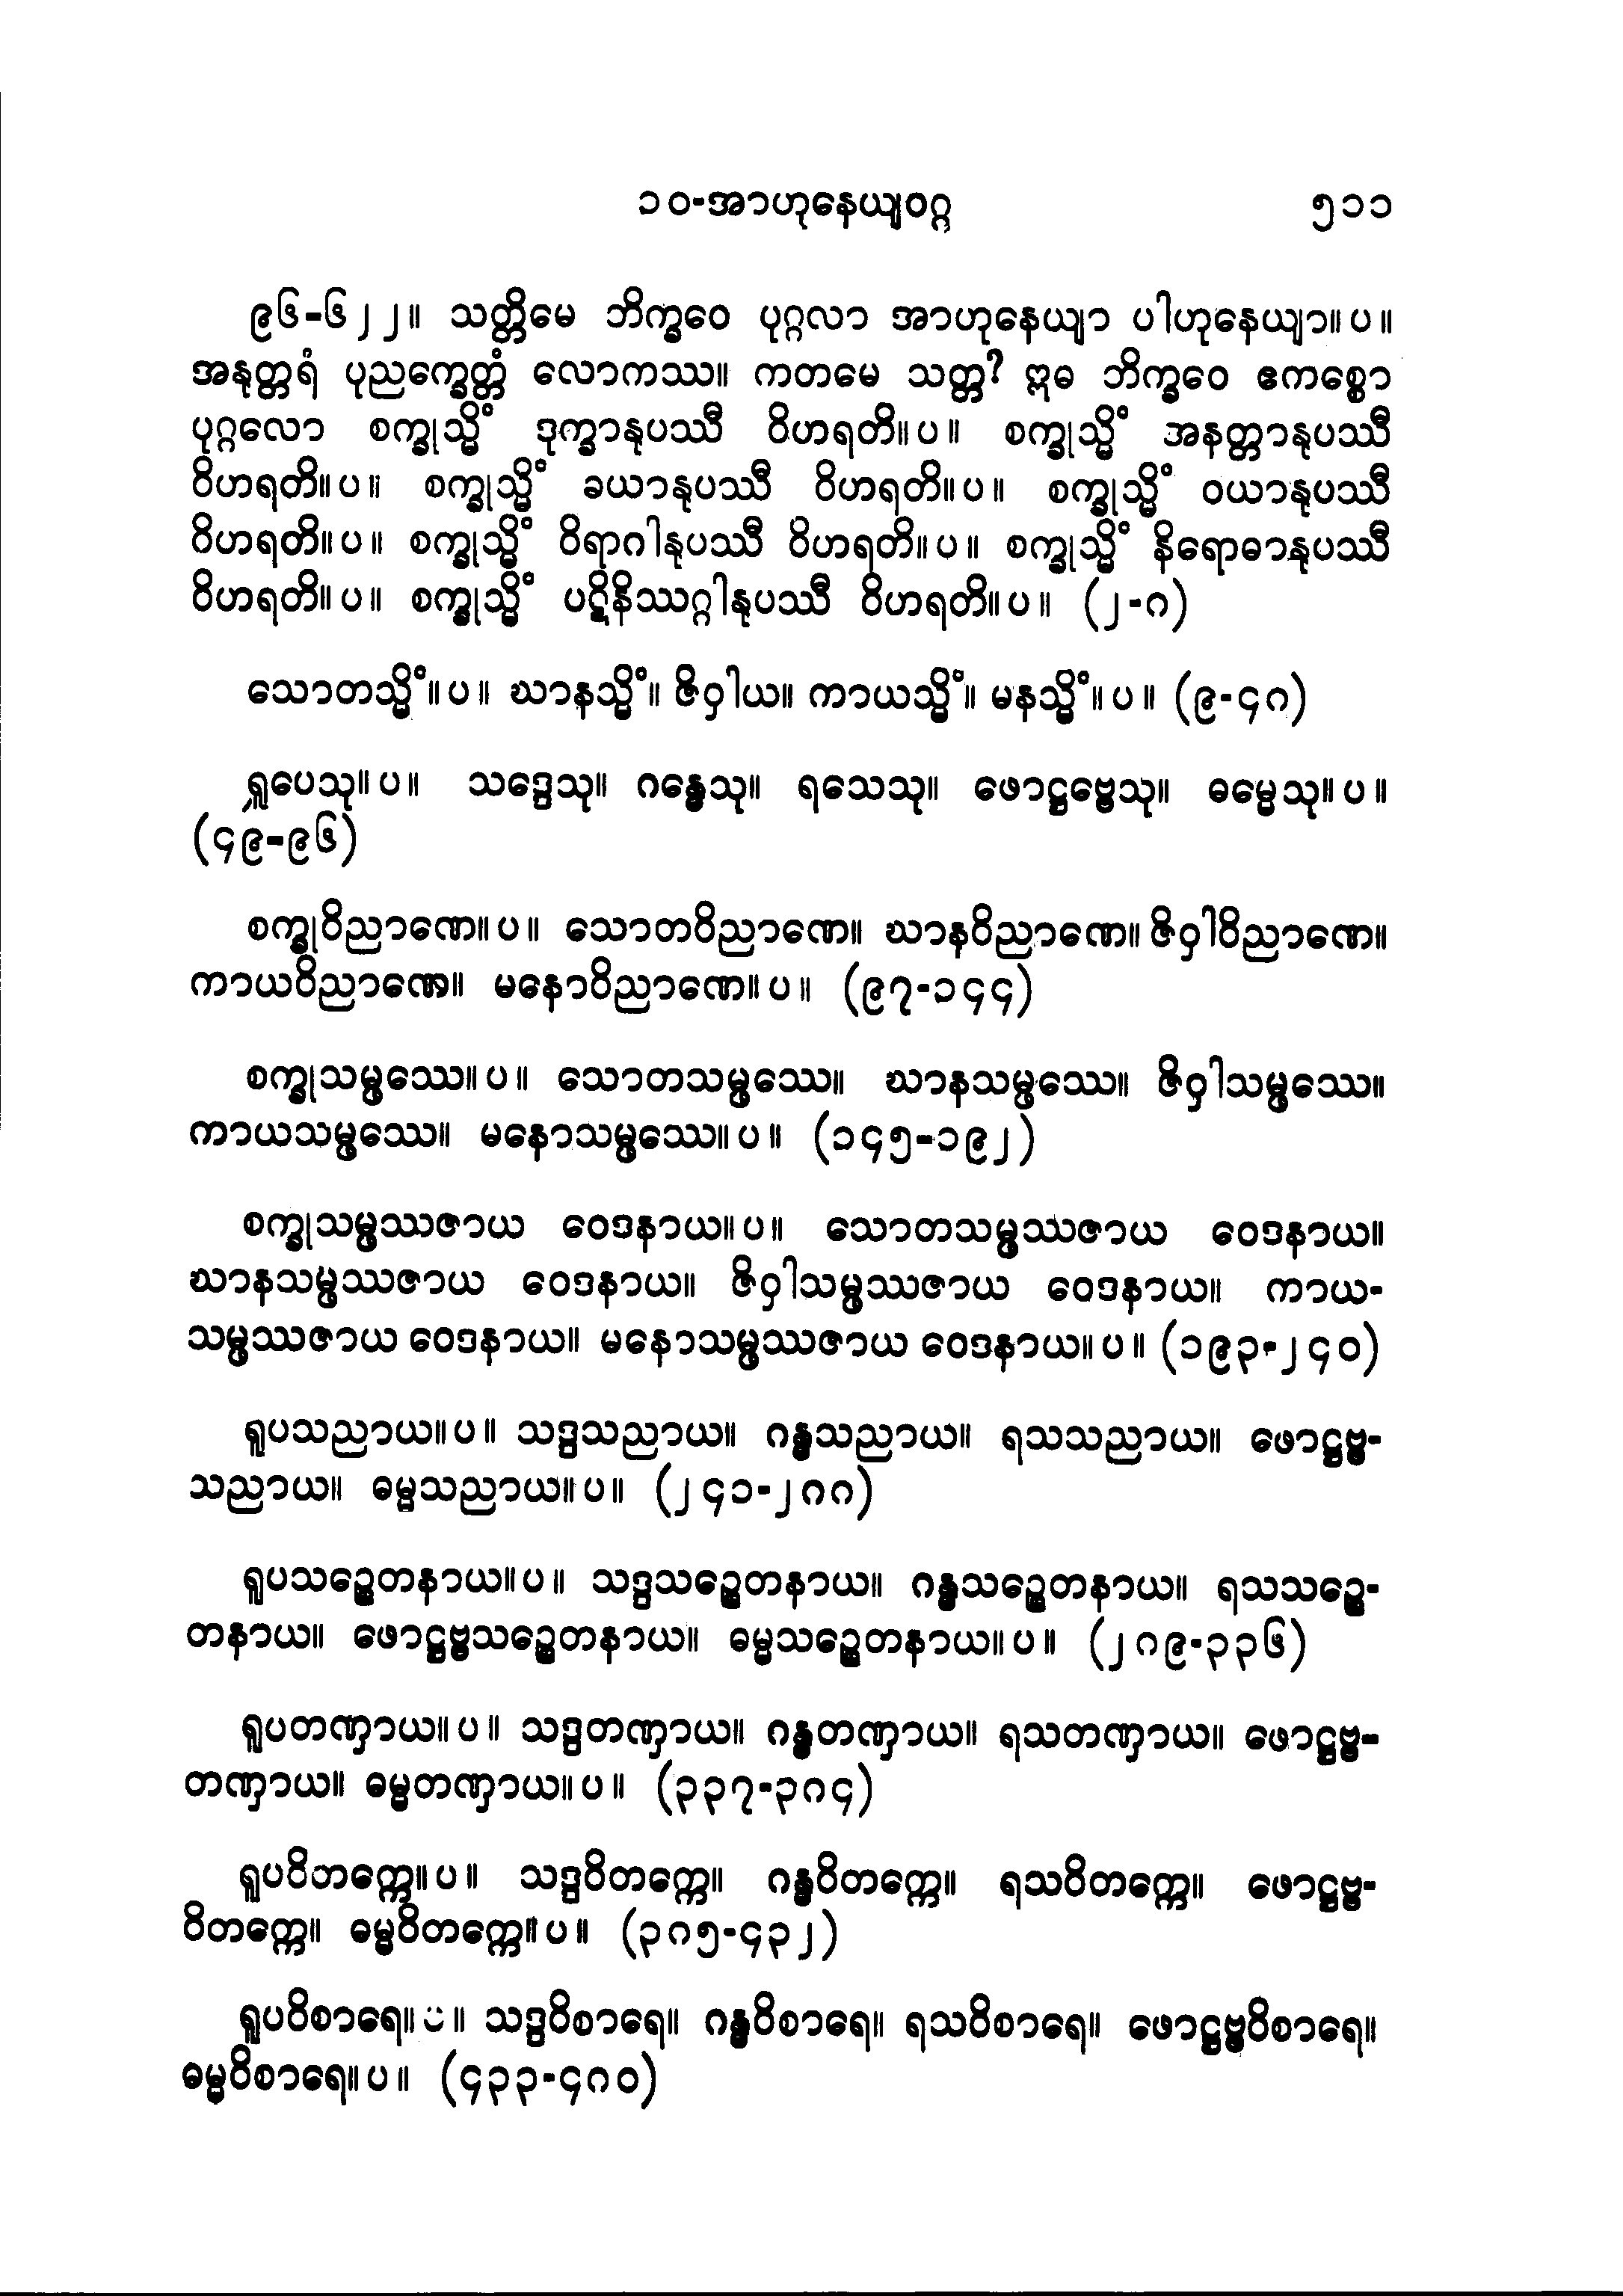 ၁၀-အာဟုနေယျဝဂ္ဂ ၅၁၁
၉၆-၆၂၂။ သတ္တိမေ ဘိက္ခဝေ ပုဂ္ဂလာ အာဟုနေယျာ ပါဟုနေယျာ။ပ။
အနုတ္တရံ ပုညက္ခေတ္တံ လောကဿ။ ကတမေ သတ္တ? ဣဓ ဘိက္ခဝေ ဧကစ္စော
ပုဂ္ဂလော စက္ခုသ္မိံ ဒုက္ခာနုပဿီ ဝိဟရတိ။ပ။ စက္ခုသ္မိံ အနတ္တာနုပဿီ
ဝိဟရတိ။ပ။ စက္ခုသ္မိံ ခယာနုပဿီ ဝိဟရတိ။ပ။ စက္ခုသ္မိံ ဝယာနုပဿီ
ဝိဟရတိ။ပ။ စက္ခုသ္မိံ ဝိရာဂါနုပဿီ ဝိဟရတိ။ပ။ စက္ခုသ္မိံ နိရောဓာနုပဿီ
ဝိဟရတိ။ပ။ စက္ခုသ္မိံ ပဋိနိဿဂ္ဂါနုပဿီ ဝိဟရတိ။ပ။ (၂-၈)
သောတသ္မိံ။ပ။ ဃာနသ္မိံ။ ဇိဝှါယ။ ကာယသ္မိံ။ မနသ္မိံ။ပ။ (၉-၄၈)
ရူပေသု။ပ။ သဒ္ဒေသု။ ဂန္ဓေသု။ ရသေသု။ ဖောဋ္ဌဗ္ဗေသု။ ဓမ္မေသု။ပ။
(၄၉-၉၆)
စက္ခုဝိညာဏေ။ပ။ သောတဝိညာဏေ။ ဃာနဝိညာဏေ။ ဇိဝှါဝိညာဏေ။
ကာယဝိညာဏေ။ မနောဝိညာဏေ။ပ။ (၉၇-၁၄၄)
စက္ခုသမ္ဖဿေ။ပ။ သောတသမ္ဖဿေ။ ဃာနသမ္ဖဿေ။ ဇိဝှါသမ္ဖဿေ။
ကာယသမ္ဖဿေ။ မနောသမ္ဖဿေ။ပ။ (၁၄၅-၁၉၂)
စက္ခုသမ္ဖဿဇာယ ဝေဒနာယ။ပ။ သောတသမ္ဖဿဇာယ ဝေဒနာယ။
ဃာနသမ္ဖဿဇာယ ဝေဒနာယ။ ဇိဝှါသမ္ဖဿဇာယ ဝေဒနာယ။ ကာယ-
သမ္ဖဿဇာယ ဝေဒနာယ။ မနောသမ္ဖဿဇာယ ဝေဒနာယ။ပ။ (၁၉၃-၂၄၀)
ရူပသညာယ။ပ။ သဒ္ဒသညာယ။ ဂန္ဓသညာယ။ ရသသညာယ။ ဖောဋ္ဌဗ္ဗ-
သညာယ။ ဓမ္မသညာယ။ပ။ (၂၄၁-၂၈၈)
ရူပသဉ္စေတနာယ။ပ။ သဒ္ဒသဉ္စေတနာယ။ ဂန္ဓသဉ္စေတနာယ။ ရသသဉ္စေ-
တနာယ။ ဖောဋ္ဌဗ္ဗသဉ္စေတနာယ။ ဓမ္မသဉ္စေတနာယ။ပ။ (၂၈၉-၃၃၆)
ရူပတဏှာယ။ပ။ သဒ္ဒတဏှာယ။ ဂန္ဓတဏှာယ။ ရသတဏှာယ။ ဖောဋ္ဌဗ္ဗ-
တဏှာယ။ ဓမ္မတဏှာယ။ပ။ (၃၃၇-၃၈၄)
ရူပဝိတက္ကေ။ပ။ သဒ္ဒဝိတက္ကေ။ ဂန္ဓဝိတက္ကေ။ ရသဝိတက္ကေ။ ဖောဋ္ဌဗ္ဗ-
ဝိတက္ကေ။ ဓမ္မဝိတက္ကေ။ပ။ (၃၈၅-၄၃၂)
ရူပဝိစာရေ။ပ။ သဒ္ဒဝိစာရေ။ ဂန္ဓဝိစာရေ။ ရသဝိစာရေ။ ဖောဋ္ဌဗ္ဗဝိစာရေ။
ဓမ္မဝိစာရေ။ပ။ (၄၃၃-၄၈၀)